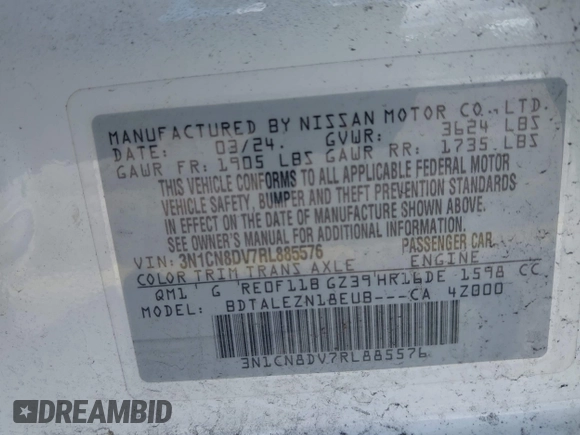 MANUFACTURED BY NISSAN MOTOR CO., LTD.
DATE: 03/24. GVWR: 3624 LBS
GAWR FR: 1905 LBS GAWR RR: 1735 LBS
THIS VEHICLE CONFORMS TO ALL APPLICABLE FEDERAL MOTOR
VEHICLE SAFETY, BUMPER AND THEFT PREVENTION STANDARDS
IN EFFECT ON THE DATE OF MANUFACTURE SHOWN ABOVE.
SEE OWNER'S MANUAL FOR ADDITIONAL INFORMATION.
VIN: 3N1CN8DV7RL885576 PASSENGER CAR
COLOR TRIM TRANS AXLE ENGINE
QM1 G RE0F11B GZ39 HR16DE 1598 CC
MODEL: BDTALEZN18EUB---CA 4Z000
3N1CN8DV7RL885576
DREAMBID